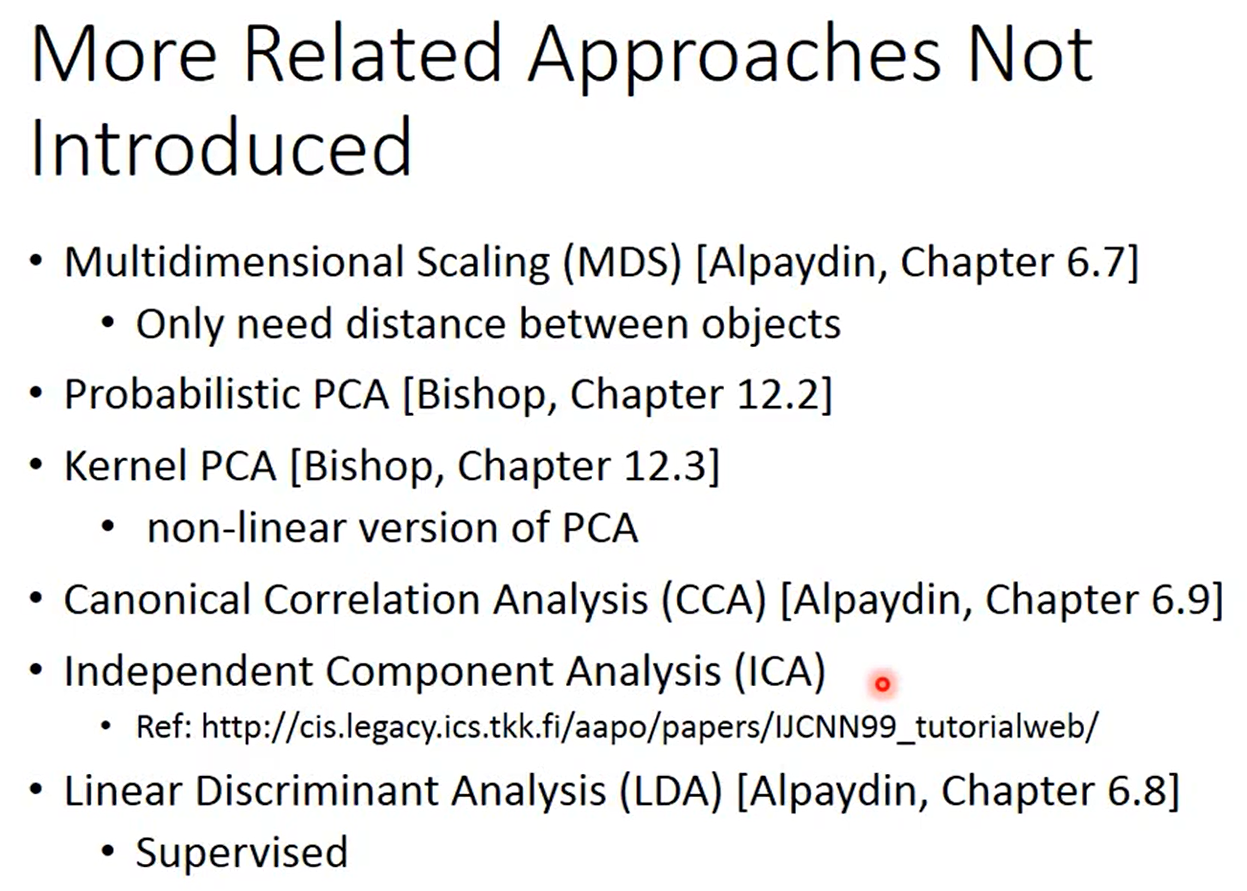 More Related Approaches Not
Introduced
• Multidimensional Scaling (MDS) [Alpaydin, Chapter 6.7]
• Only need distance between objects
• Probabilistic PCA [Bishop, Chapter 12.2]
• Kernel PCA [Bishop, Chapter 12.3]
• non-linear version of PCA
• Canonical Correlation Analysis (CCA) [Alpaydin, Chapter 6.9]
• Independent Component Analysis (ICA)
• Ref: http://cis.legacy.ics.tkk.fi/aapo/papers/IJCNN99_tutorialweb/
• Linear Discriminant Analysis (LDA) [Alpaydin, Chapter 6.8]
• Supervised